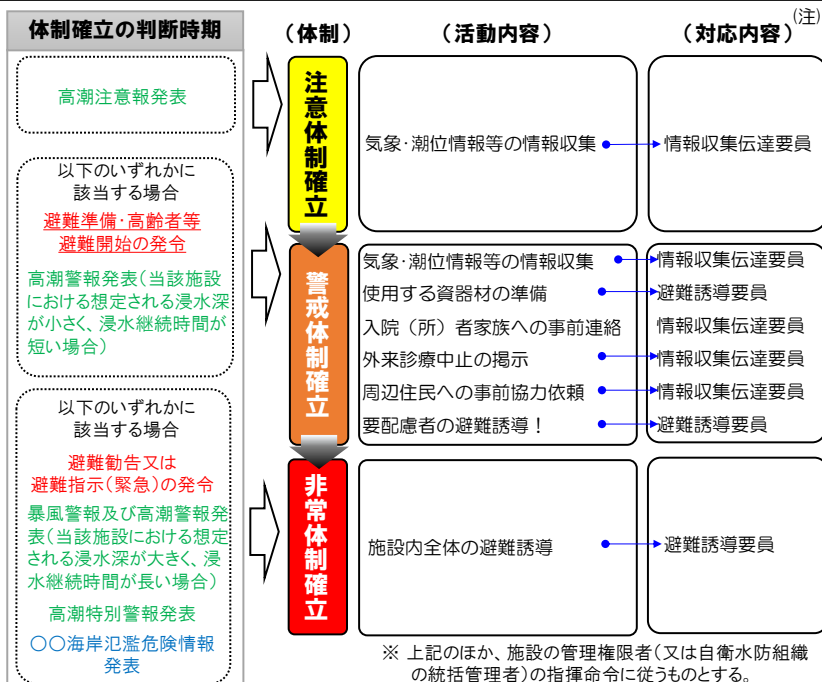 (注)
体制確立の判断時期
(体制)
(活動内容)
(対応内容)
高潮注意報発表
注意体制確立
気象・潮位情報等の情報収集
情報収集伝達要員
以下のいずれかに
該当する場合
避難準備・高齢者等
避難開始の発令
高潮警報発表(当該施設
における想定される浸水深
が小さく、浸水継続時間が
短い場合)
警戒体制確立
気象・潮位情報等の情報収集
情報収集伝達要員
使用する資器材の準備
避難誘導要員
入院（所）者家族への事前連絡
情報収集伝達要員
外来診療中止の掲示
情報収集伝達要員
周辺住民への事前協力依頼
情報収集伝達要員
要配慮者の避難誘導！
避難誘導要員
以下のいずれかに
該当する場合
避難勧告又は
避難指示(緊急)の発令
暴風警報及び高潮警報発
表(当該施設における想定
される浸水深が大きく、浸
水継続時間が長い場合)
高潮特別警報発表
○○海岸氾濫危険情報
発表
非常体制確立
施設内全体の避難誘導
避難誘導要員
※ 上記のほか、施設の管理権限者(又は自衛水防組織
の統括管理者)の指揮命令に従うものとする。